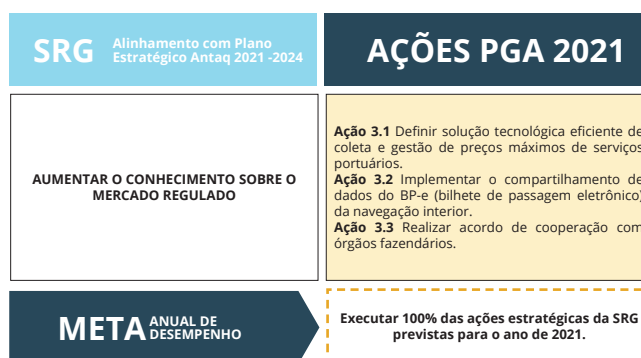 SRG
Alinhamento com Plano
Estratégico Antaq 2021 -2024
AÇÕES PGA 2021
AUMENTAR O CONHECIMENTO SOBRE O
MERCADO REGULADO
Ação 3.1 Definir solução tecnológica eficiente de
coleta e gestão de preços máximos de serviços
portuários.
Ação 3.2 Implementar o compartilhamento de
dados do BP-e (bilhete de passagem eletrônico)
da navegação interior.
Ação 3.3 Realizar acordo de cooperação com
órgãos fazendários.
META
ANUAL DE
DESEMPENHO
Executar 100% das ações estratégicas da SRG
previstas para o ano de 2021.